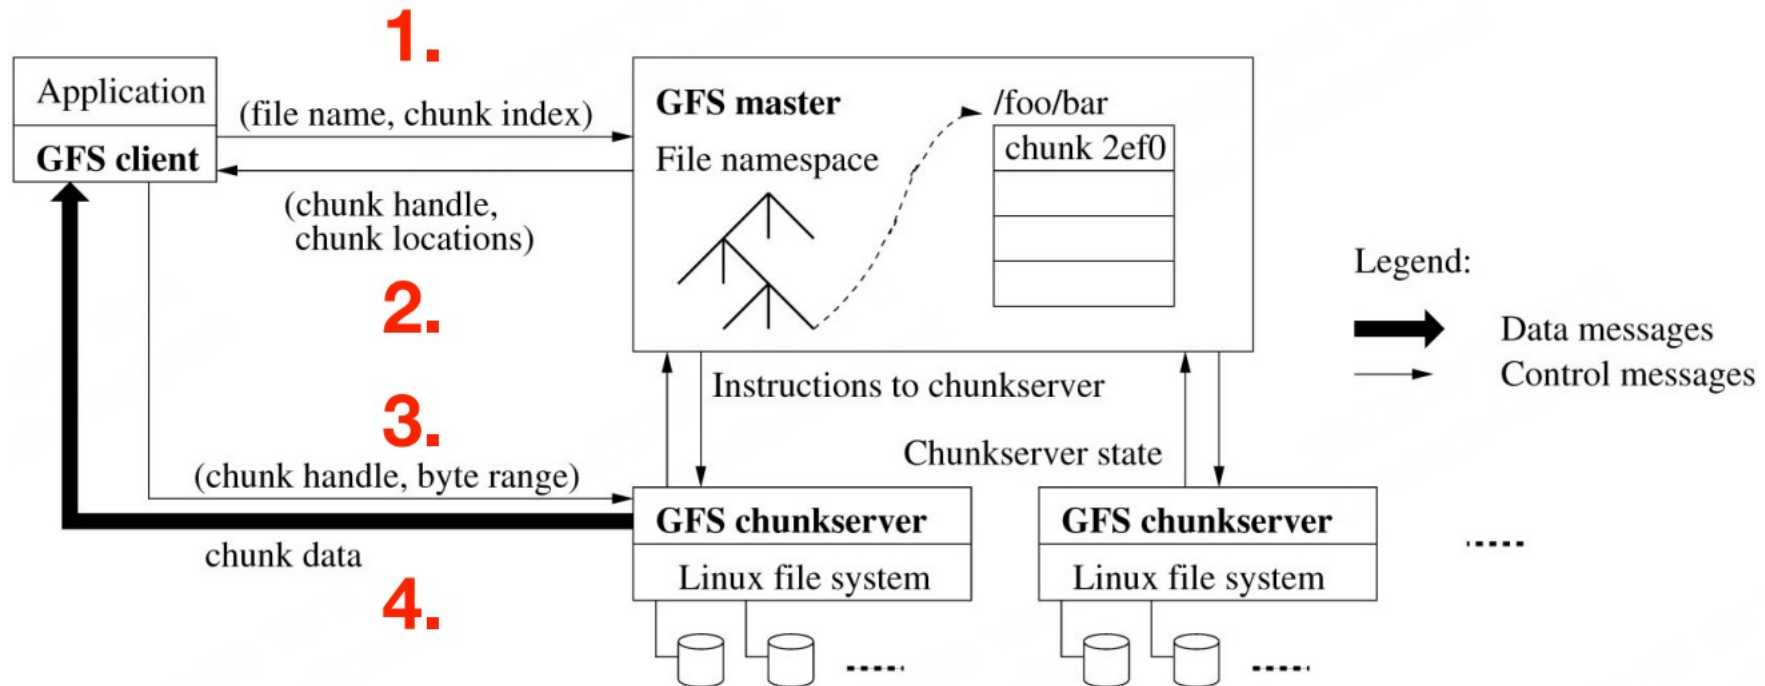 1.
Application
(file name, chunk index)
GFS client
(chunk handle,
chunk locations)
2.
GFS master
File namespace
/foo/bar
chunk 2ef0
Legend:
Data messages
Control messages
Instructions to chunkserver
Chunkserver state
3.
(chunk handle, byte range)
chunk data
4.
GFS chunkserver
Linux file system
GFS chunkserver
Linux file system